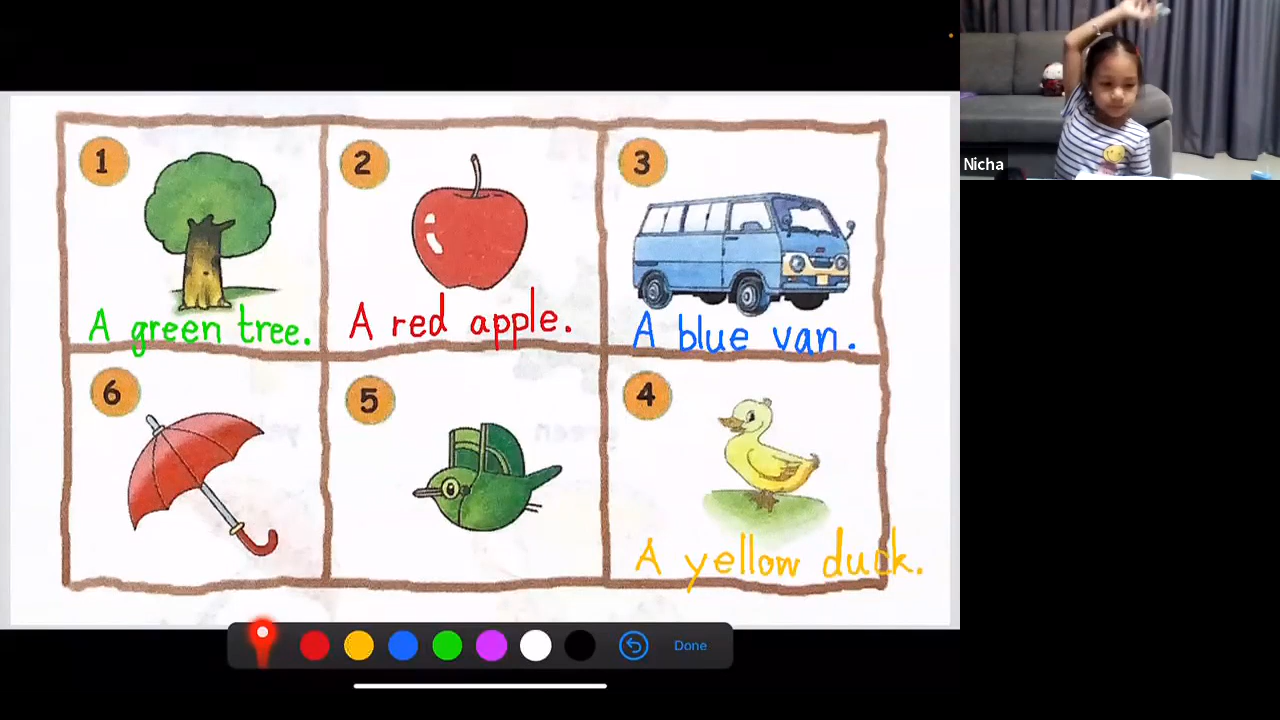 1
2
3
A green tree.
A red apple.
A blue van.
6
5
4
A yellow duck.
Done
Nicha